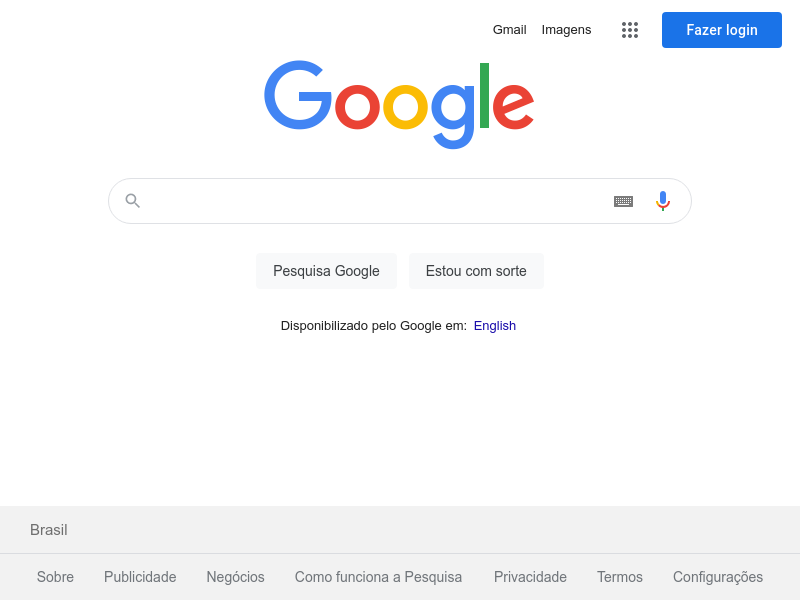 Gmail Imagens Fazer login
Google
Pesquisa Google Estou com sorte
Disponibilizado pelo Google em: English
Brasil
Sobre Publicidade Negócios Como funciona a Pesquisa Privacidade Termos Configurações